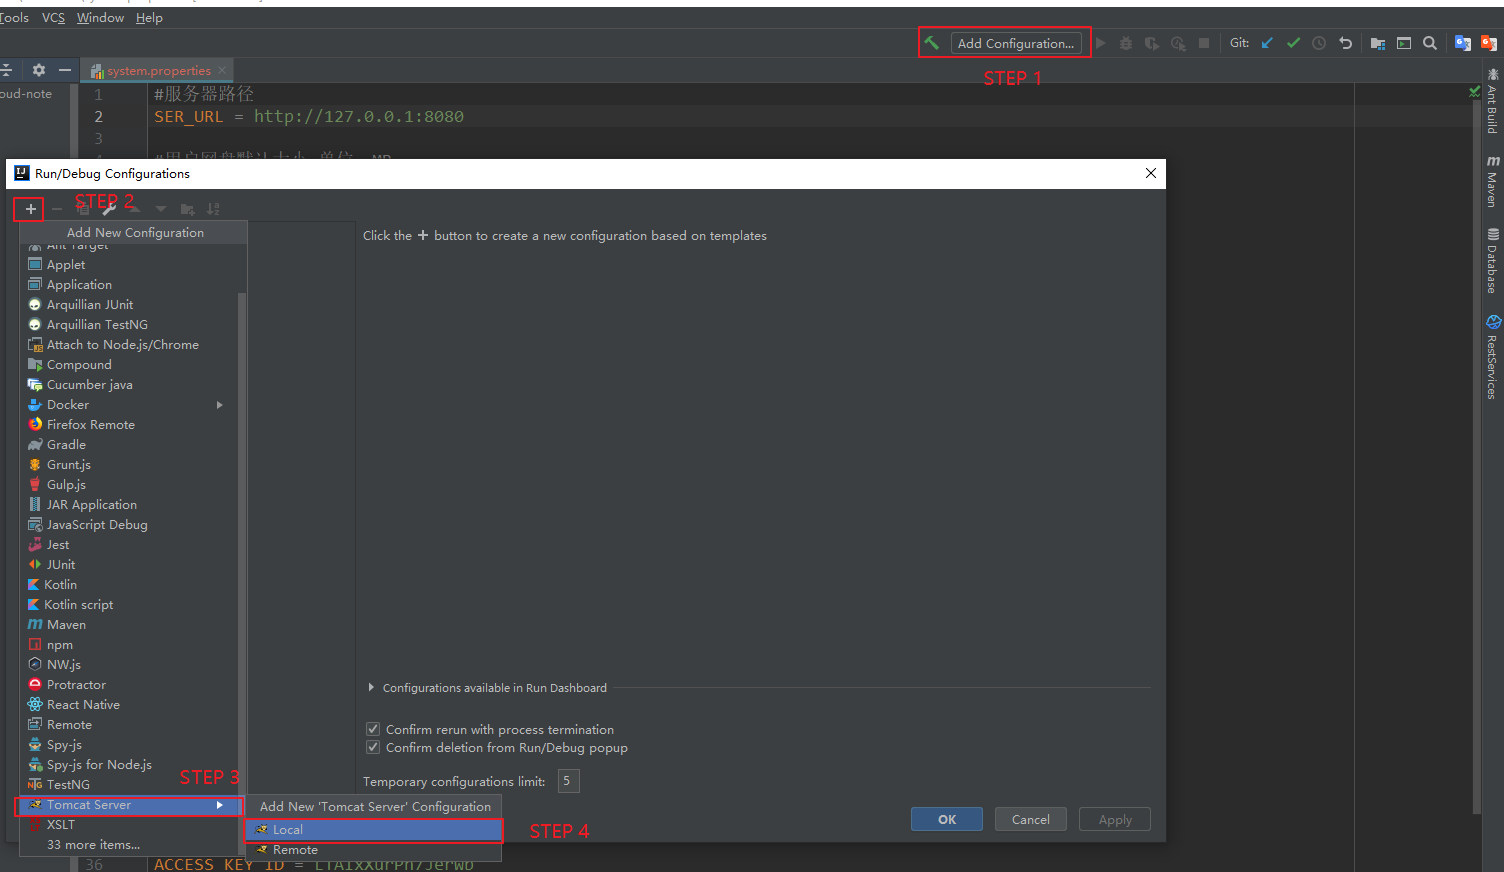 Tools VCS Window Help
Add Configuration... Git:
STEP 1
system.properties
oud-note
1 #服务器路径
2 SER_URL = http://127.0.0.1:8080
3
Run/Debug Configurations
STEP 2
Add New Configuration
Click the + button to create a new configuration based on templates
Ant Target
Applet
Application
Arquillian JUnit
Arquillian TestNG
Attach to Node.js/Chrome
Compound
Cucumber java
Docker
Firefox Remote
Gradle
Grunt.js
Gulp.js
JAR Application
JavaScript Debug
Jest
JUnit
Kotlin
Kotlin script
Maven
npm
NW.js
Protractor
React Native
Remote
Spy-js
Spy-js for Node.js
TestNG
STEP 3
Tomcat Server
XSLT
33 more items...
Configurations available in Run Dashboard
Confirm rerun with process termination
Confirm deletion from Run/Debug popup
Temporary configurations limit: 5
Add New 'Tomcat Server' Configuration
Local
STEP 4
Remote
OK Cancel Apply
36 ACCESS_KEY_ID =
Ant Build
Maven
Database
RestServices